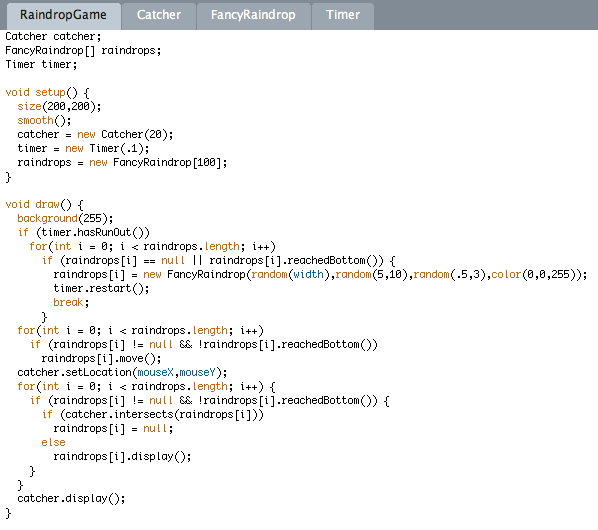 RaindropGame Catcher FancyRaindrop Timer
Catcher catcher;
FancyRaindrop[] raindrops;
Timer timer;

void setup() {
  size(200,200);
  smooth();
  catcher = new Catcher(20);
  timer = new Timer(.1);
  raindrops = new FancyRaindrop[100];
}

void draw() {
  background(255);
  if (timer.hasRunOut())
    for(int i = 0; i < raindrops.length; i++)
      if (raindrops[i] == null || raindrops[i].reachedBottom()) {
        raindrops[i] = new FancyRaindrop(random(width),random(5,10),random(.5,3),color(0,0,255));
        timer.restart();
        break;
      }
  for(int i = 0; i < raindrops.length; i++)
    if (raindrops[i] != null && !raindrops[i].reachedBottom())
      raindrops[i].move();
  catcher.setLocation(mouseX,mouseY);
  for(int i = 0; i < raindrops.length; i++) {
    if (raindrops[i] != null && !raindrops[i].reachedBottom()) {
      if (catcher.intersects(raindrops[i]))
        raindrops[i] = null;
      else
        raindrops[i].display();
    }
  }
  catcher.display();
}